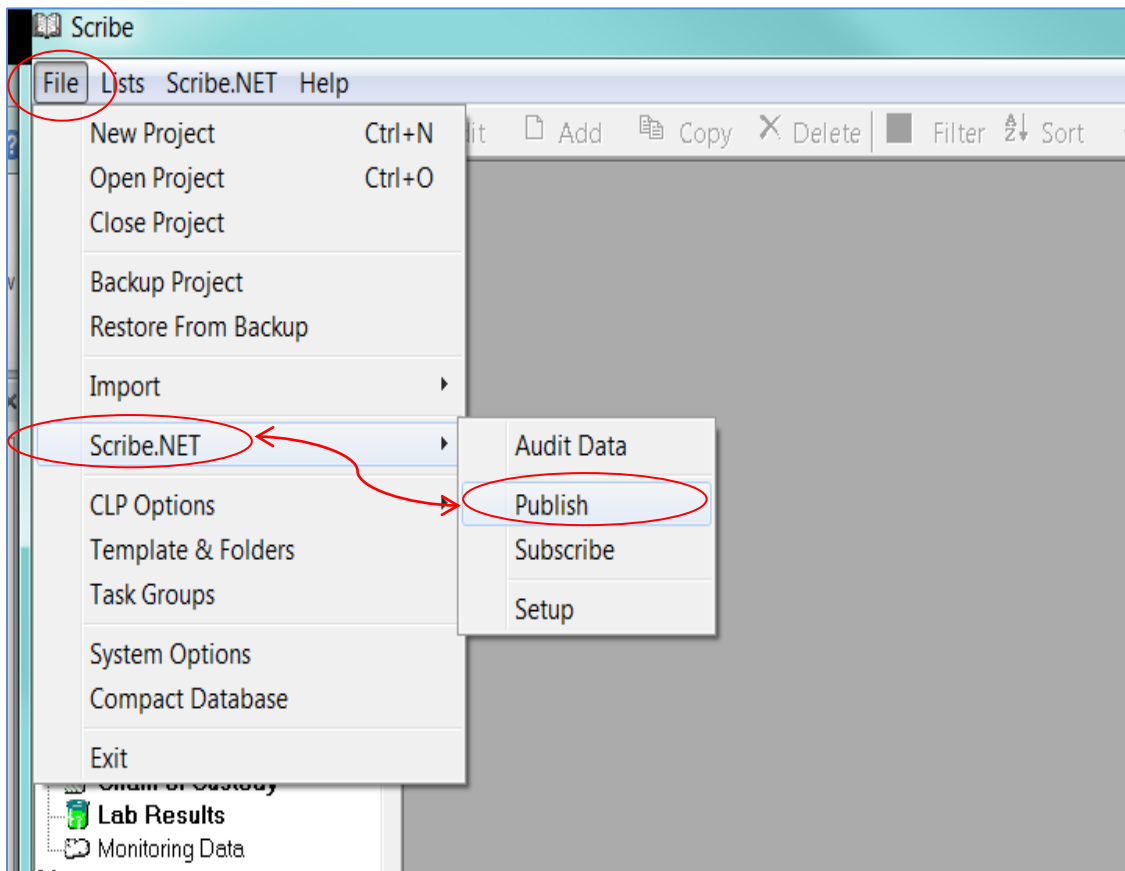 Scribe
File Lists Scribe.NET Help
Add Copy Delete Filter Sort
New Project Ctrl+N
Open Project Ctrl+O
Close Project
Backup Project
Restore From Backup
Import
Scribe.NET
CLP Options
Template & Folders
Task Groups
System Options
Compact Database
Exit
Audit Data
Publish
Subscribe
Setup
Lab Results
Monitoring Data